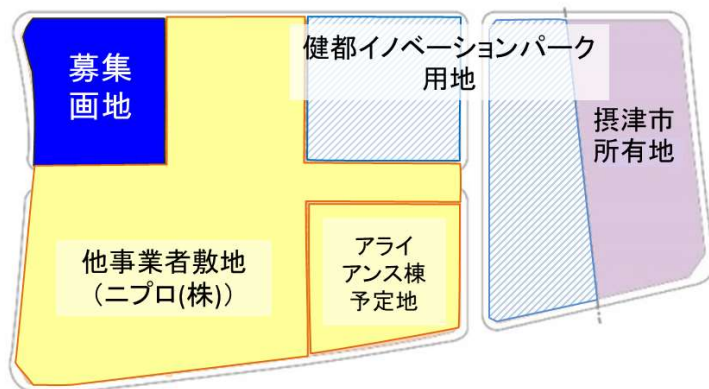 募集
画地
健都イノベーションパーク
用地
摂津市
所有地
他事業者敷地
（ニプロ(株)）
アライ
アンス棟
予定地